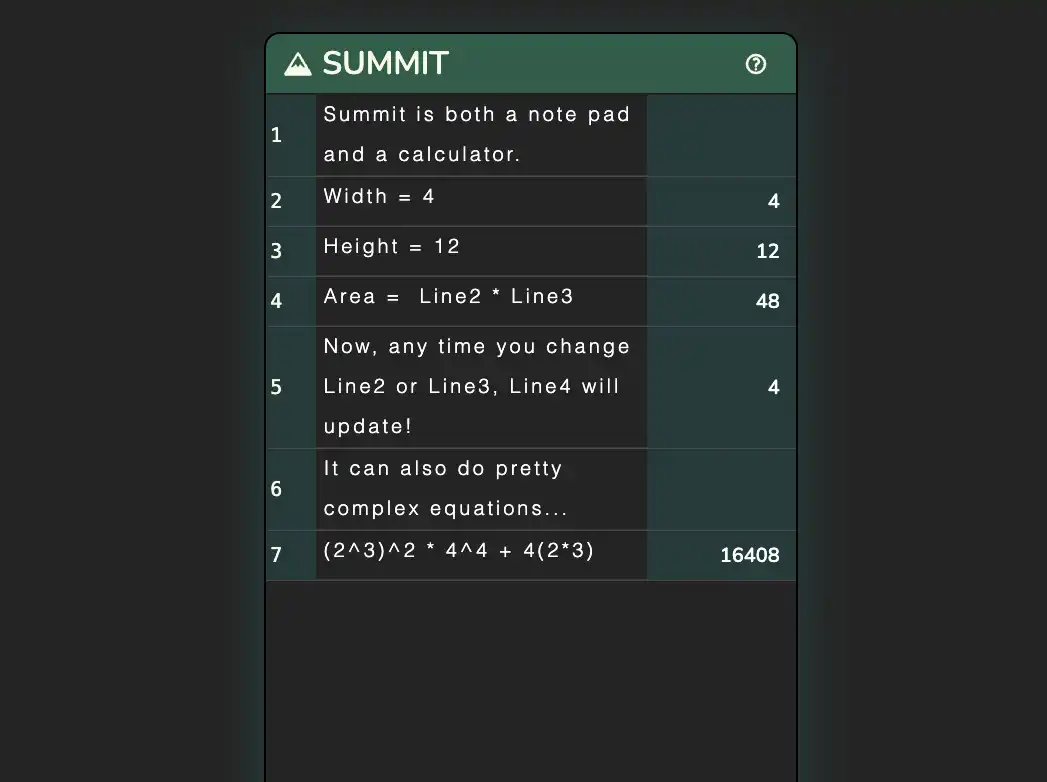 SUMMIT
1 Summit is both a note pad
and a calculator.
2 Width = 4 4
3 Height = 12 12
4 Area =  Line2 * Line3 48
5 Now, any time you change
Line2 or Line3, Line4 will 4
update!
6 It can also do pretty
complex equations...
7 (2^3)^2 * 4^4 + 4(2*3) 16408